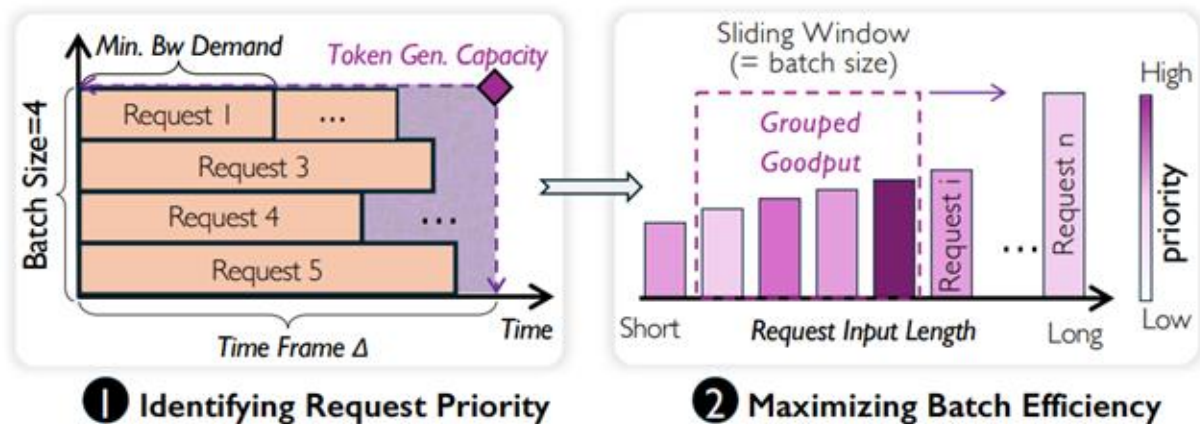 Min. Bw Demand
Token Gen. Capacity
Batch Size=4
Request 1
...
Request 3
Request 4
...
Request 5
Time
Time Frame Δ
1 Identifying Request Priority
Sliding Window
(= batch size)
Grouped
Goodput
Request i
...
Request n
High
priority
Low
Short
Request Input Length
Long
2 Maximizing Batch Efficiency